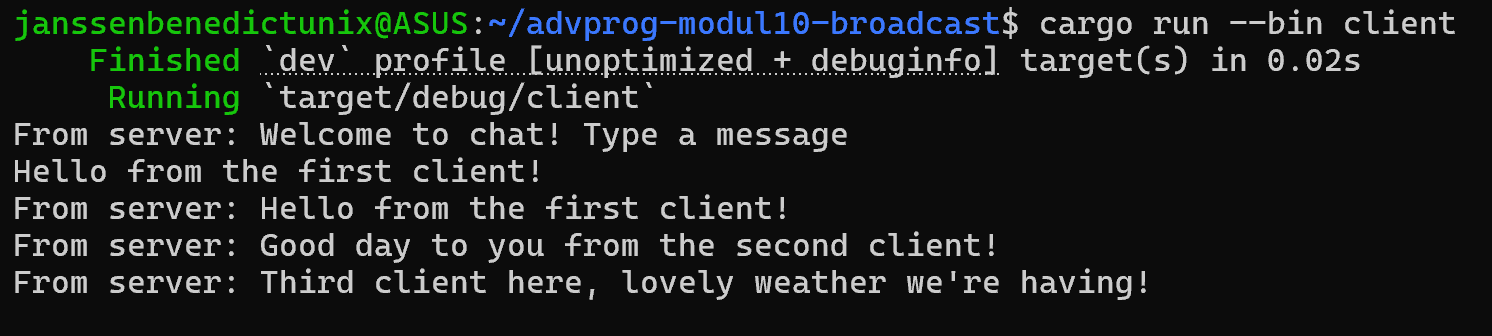 janssenbenedictunix@ASUS:~/advprog-modul10-broadcast$ cargo run --bin client
Finished `dev` profile [unoptimized + debuginfo] target(s) in 0.02s
Running `target/debug/client`
From server: Welcome to chat! Type a message
Hello from the first client!
From server: Hello from the first client!
From server: Good day to you from the second client!
From server: Third client here, lovely weather we're having!